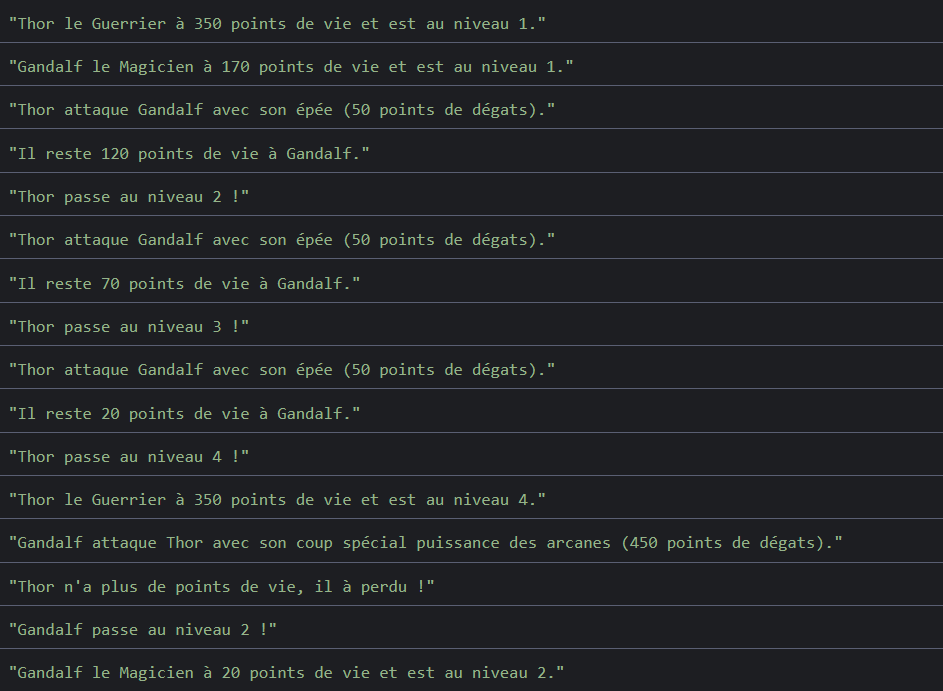 "Thor le Guerrier à 350 points de vie et est au niveau 1."
"Gandalf le Magicien à 170 points de vie et est au niveau 1."
"Thor attaque Gandalf avec son épée (50 points de dégats)."
"Il reste 120 points de vie à Gandalf."
"Thor passe au niveau 2 !"
"Thor attaque Gandalf avec son épée (50 points de dégats)."
"Il reste 70 points de vie à Gandalf."
"Thor passe au niveau 3 !"
"Thor attaque Gandalf avec son épée (50 points de dégats)."
"Il reste 20 points de vie à Gandalf."
"Thor passe au niveau 4 !"
"Thor le Guerrier à 350 points de vie et est au niveau 4."
"Gandalf attaque Thor avec son coup spécial puissance des arcanes (450 points de dégats)."
"Thor n'a plus de points de vie, il à perdu !"
"Gandalf passe au niveau 2 !"
"Gandalf le Magicien à 20 points de vie et est au niveau 2."